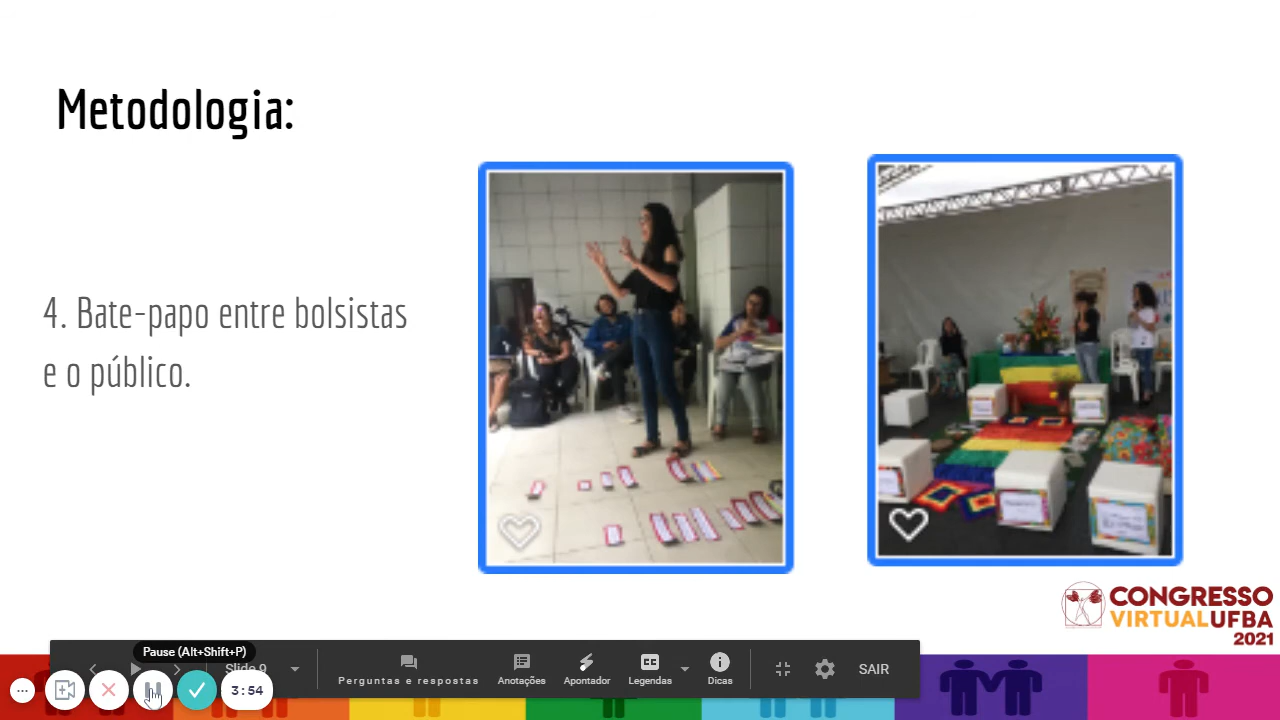 Metodologia:
4. Bate-papo entre bolsistas
e o público.
CONGRESSO
VIRTUALUFBA
2021
Pause (Alt+Shift+P)
Slide 9
Perguntas e respostas
Anotações
Apontador
Legendas
Dicas
SAIR
3:54